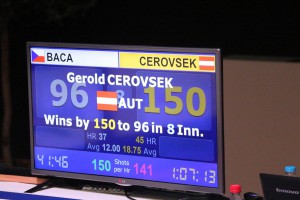 BACA CEROVSEK
Gerold CEROVSEK
96 8 150
AUT
Wins by 150 to 96 in 8 Inn.
HR 37 45 HR
Avg 12.00 18.75 Avg
41:46 150 Shots per Hr 141 1:07:13